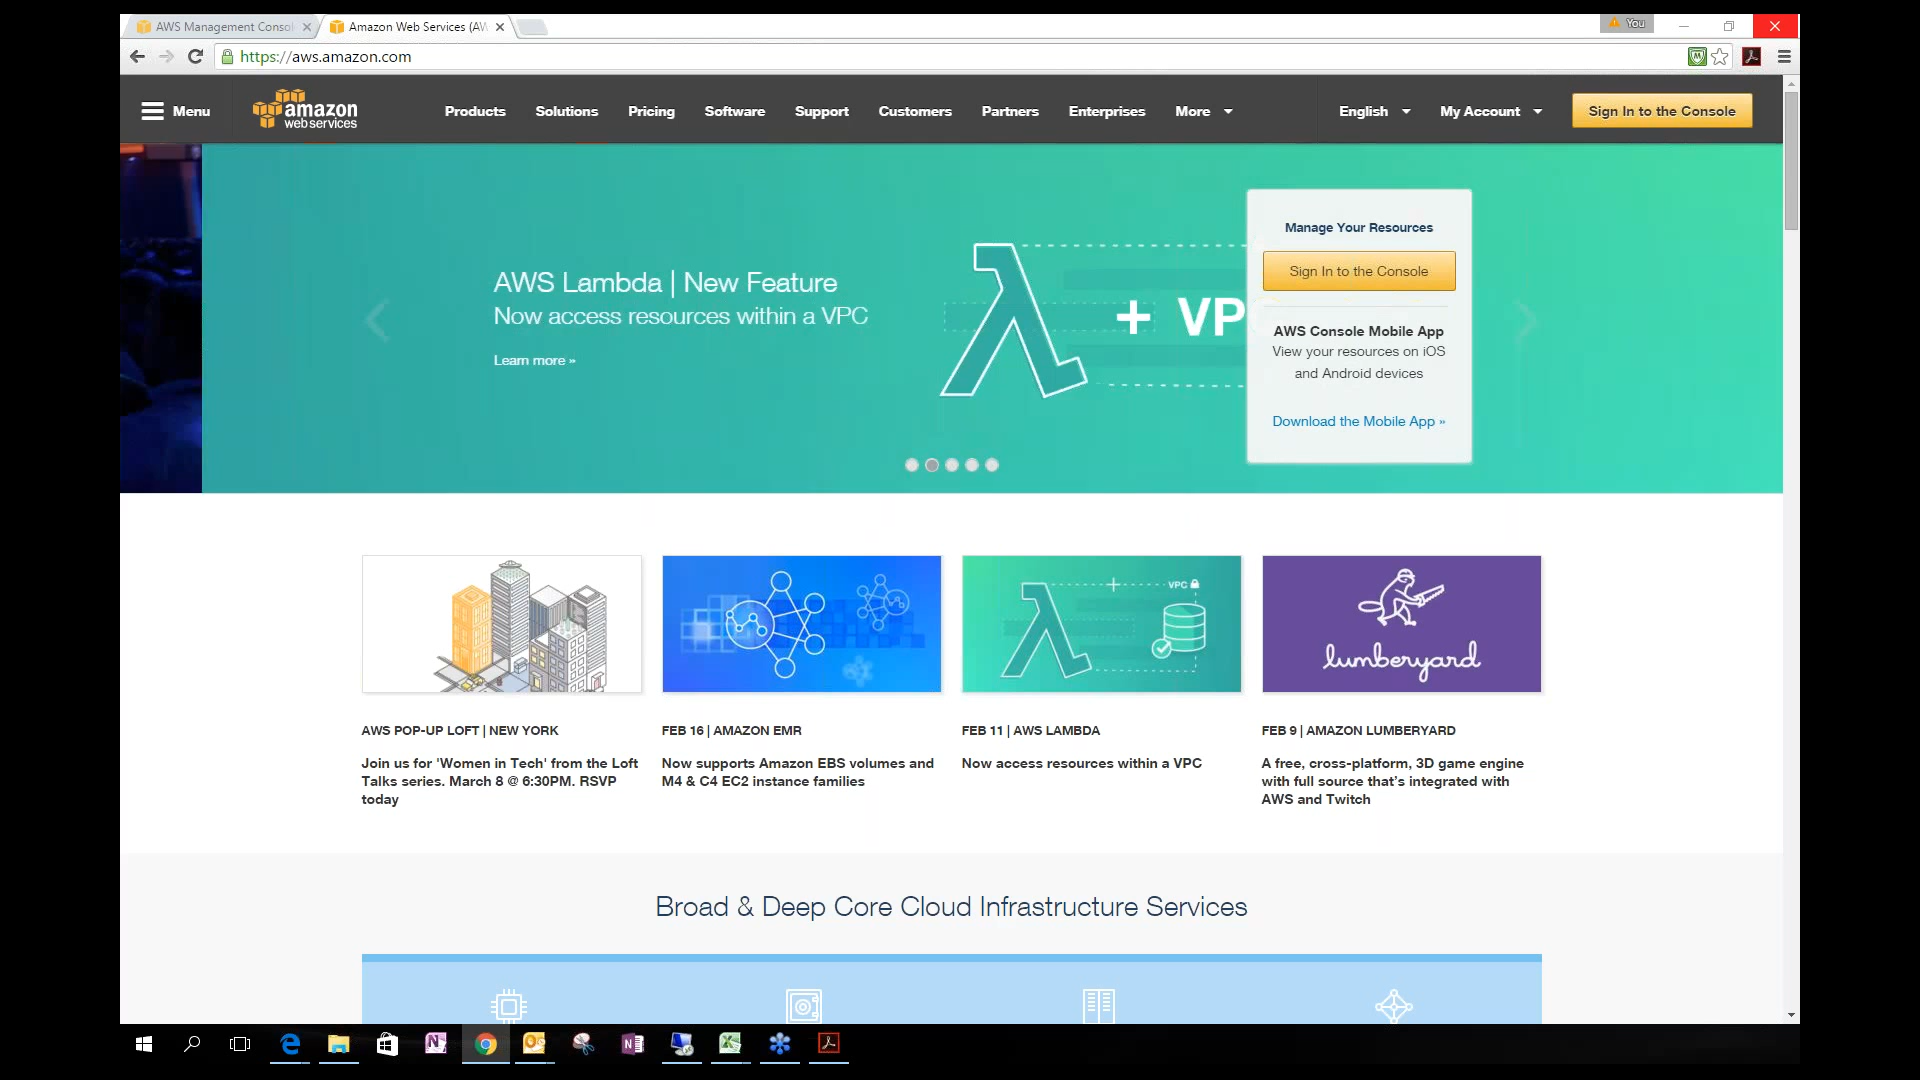 AWS Management Consol
Amazon Web Services (AW
You
https://aws.amazon.com
Menu
amazon
web services
Products
Solutions
Pricing
Software
Support
Customers
Partners
Enterprises
More
English
My Account
Sign In to the Console
AWS Lambda | New Feature
Now access resources within a VPC
Learn more »
λ + VP
Manage Your Resources
Sign In to the Console
AWS Console Mobile App
View your resources on iOS
and Android devices
Download the Mobile App »
VPC
lumberyard
AWS POP-UP LOFT | NEW YORK
Join us for 'Women in Tech' from the Loft
Talks series. March 8 @ 6:30PM. RSVP
today
FEB 16 | AMAZON EMR
Now supports Amazon EBS volumes and
M4 & C4 EC2 instance families
FEB 11 | AWS LAMBDA
Now access resources within a VPC
FEB 9 | AMAZON LUMBERYARD
A free, cross-platform, 3D game engine
with full source that's integrated with
AWS and Twitch
Broad & Deep Core Cloud Infrastructure Services